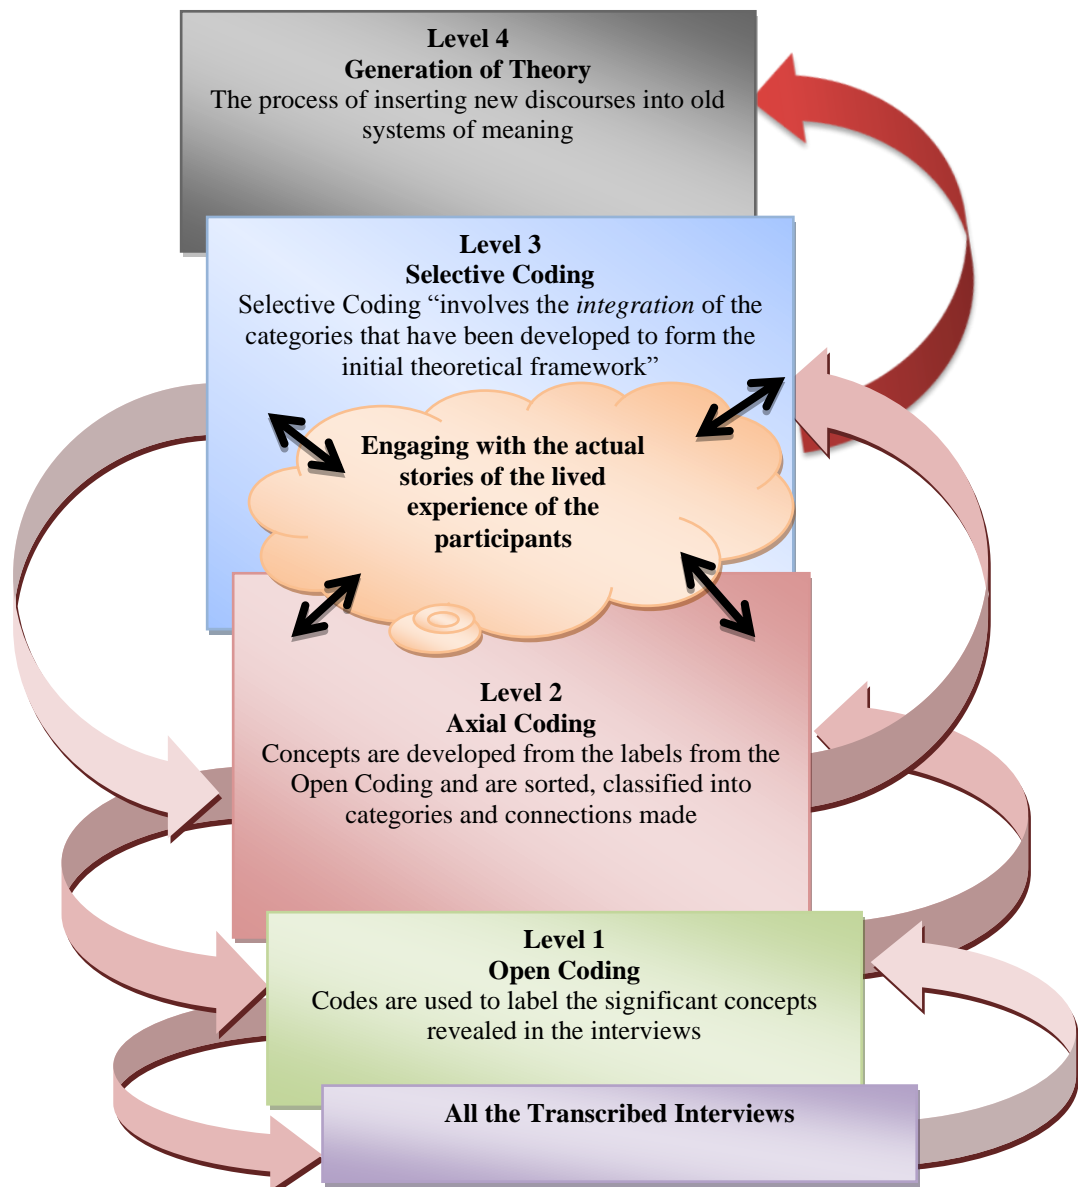 Level 4
Generation of Theory
The process of inserting new discourses into old
systems of meaning
Level 3
Selective Coding
Selective Coding “involves the integration of the
categories that have been developed to form the
initial theoretical framework”
Engaging with the actual
stories of the lived
experience of the
participants
Level 2
Axial Coding
Concepts are developed from the labels from the
Open Coding and are sorted, classified into
categories and connections made
Level 1
Open Coding
Codes are used to label the significant concepts
revealed in the interviews
All the Transcribed Interviews